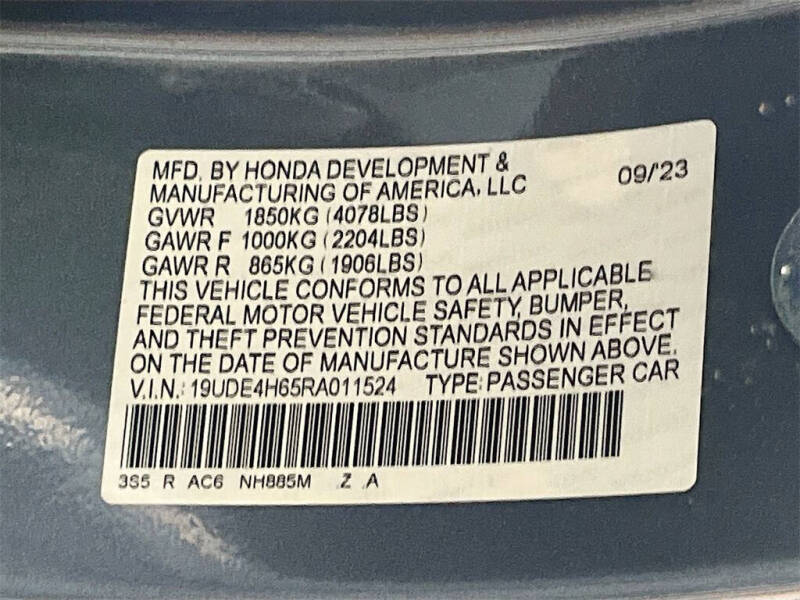 MFD. BY HONDA DEVELOPMENT &
MANUFACTURING OF AMERICA, LLC 09/'23
GVWR 1850KG (4078LBS)
GAWR F 1000KG (2204LBS)
GAWR R 865KG (1906LBS)
THIS VEHICLE CONFORMS TO ALL APPLICABLE
FEDERAL MOTOR VEHICLE SAFETY, BUMPER,
AND THEFT PREVENTION STANDARDS IN EFFECT
ON THE DATE OF MANUFACTURE SHOWN ABOVE.
V.I.N.: 19UDE4H65RA011524 TYPE: PASSENGER CAR
3S5 R AC6 NH885M Z A